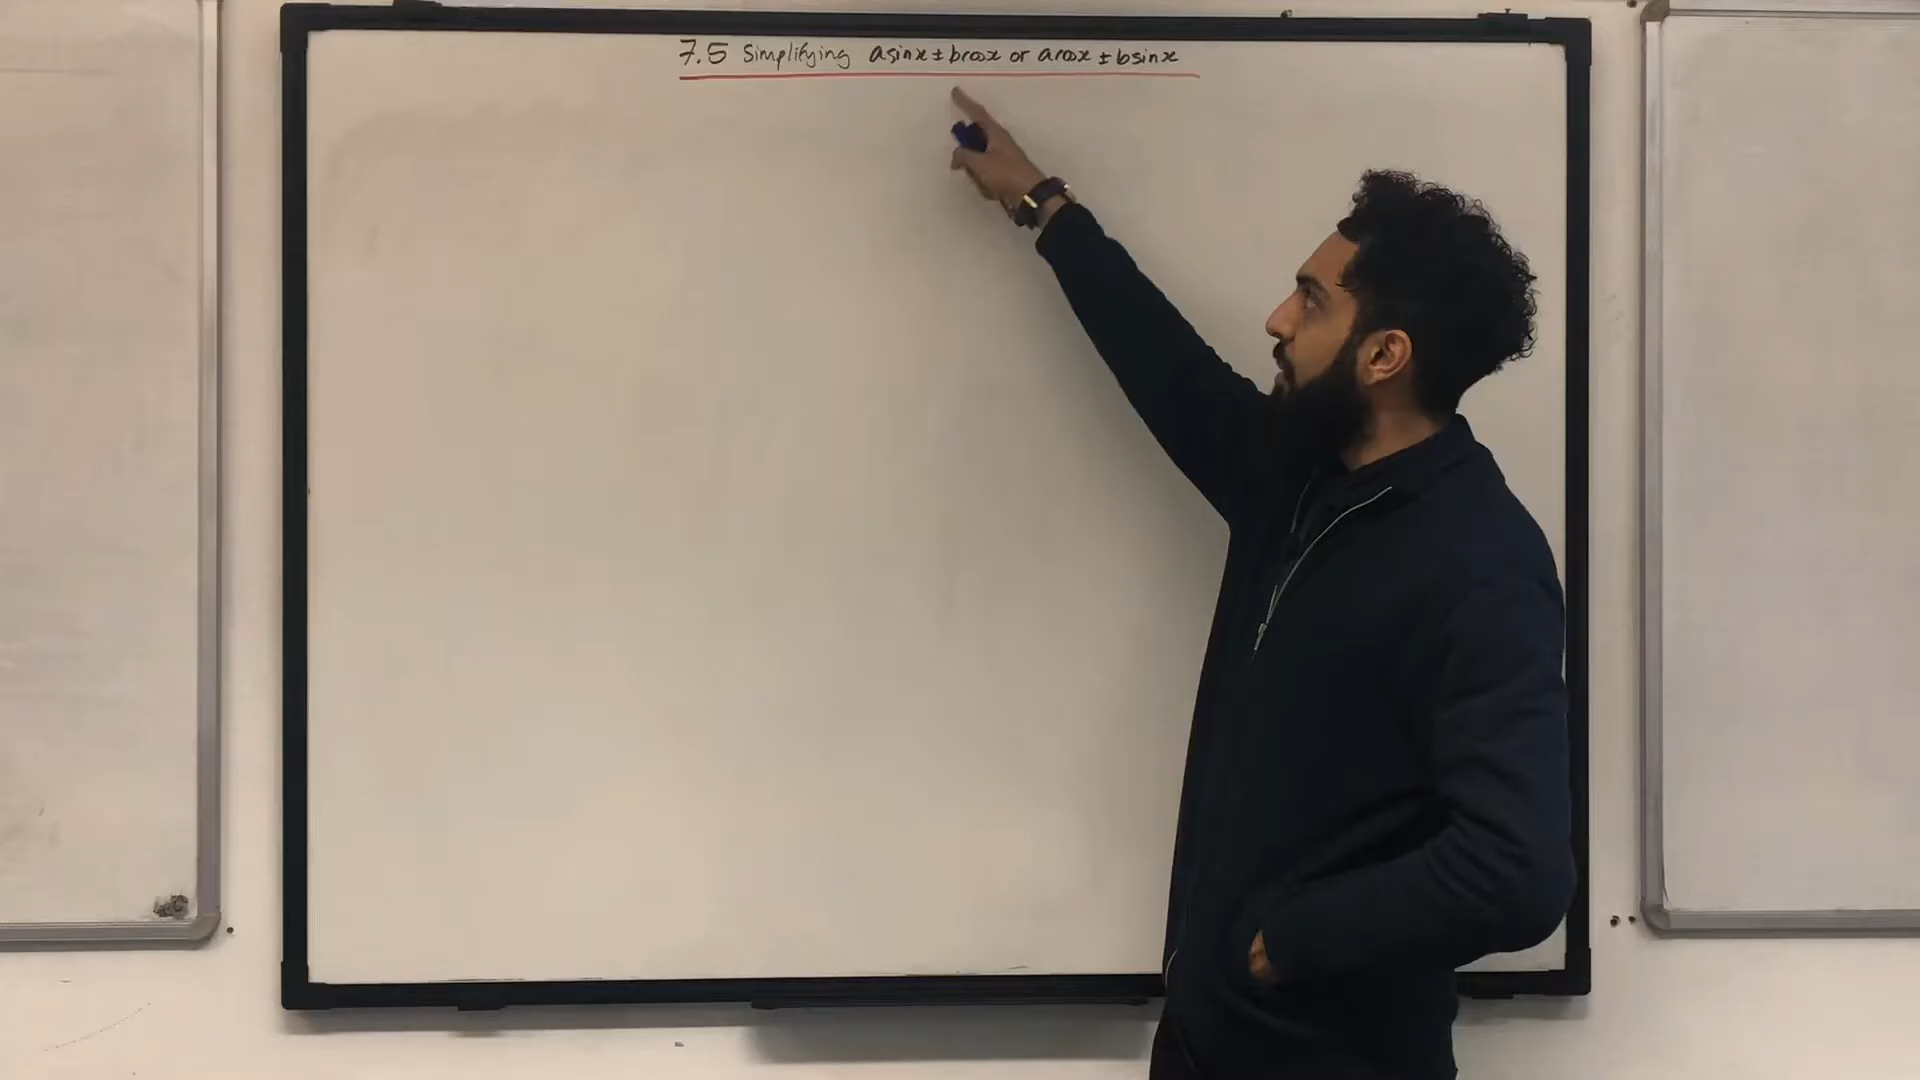 7.5 Simplifying asinx ± bcosx or acosx ± bsinx